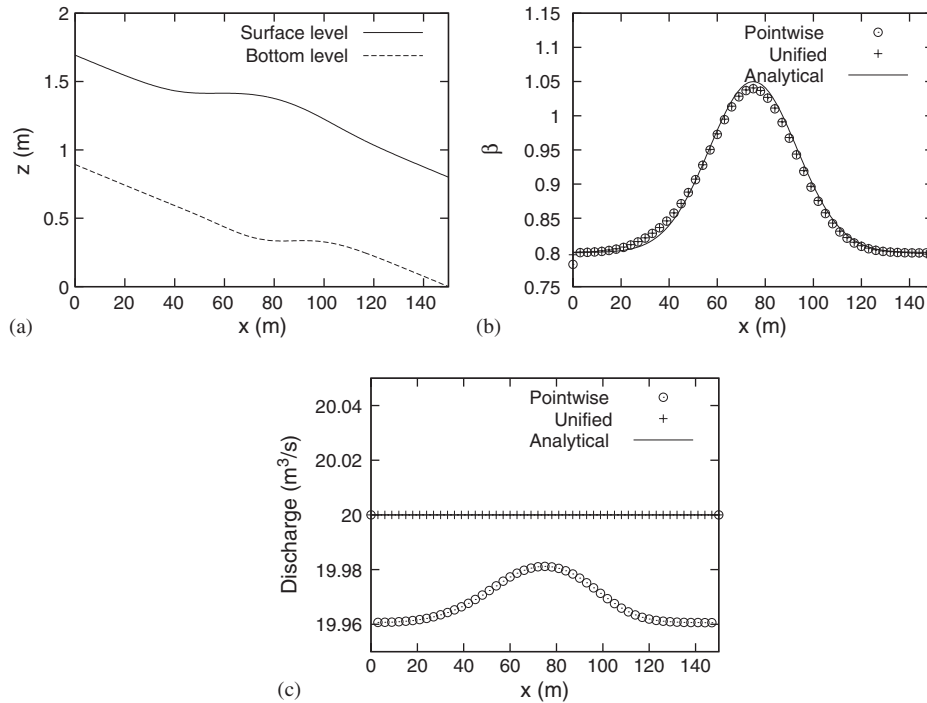 2
1.5
1
0.5
0
z (m)
Surface level
Bottom level
0 20 40 60 80 100 120 140
x (m)
(a)
1.15
1.1
1.05
1
0.95
0.9
0.85
0.8
0.75
β
Pointwise
Unified
Analytical
0 20 40 60 80 100 120 140
x (m)
(b)
20.04
20.02
20
19.98
19.96
Discharge (m³/s)
Pointwise
Unified
Analytical
0 20 40 60 80 100 120 140
x (m)
(c)